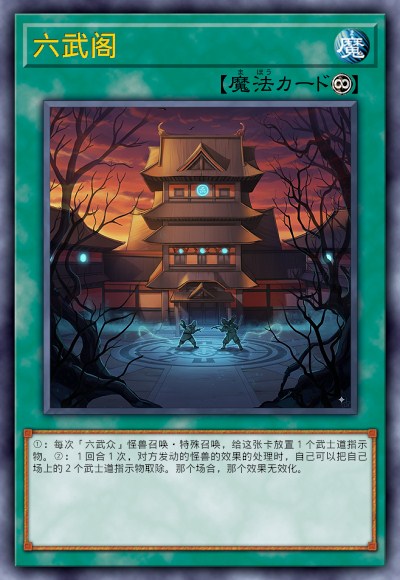 六武阁
魔
【魔法カード♾】
まほう
①：每次「六武众」怪兽召唤·特殊召唤，给这张卡放置１个武士道指示
物。②：１回合１次，对方发动的怪兽的效果的处理时，自己可以把自己
场上的２个武士道指示物取除。那个场合，那个效果无效化。